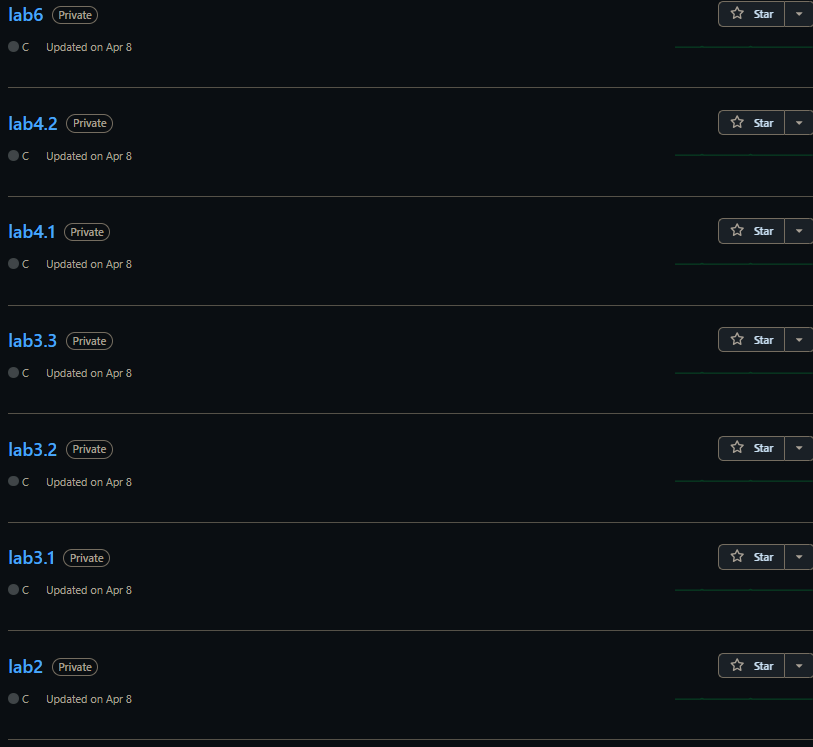 lab6 Private Star
C Updated on Apr 8
lab4.2 Private Star
C Updated on Apr 8
lab4.1 Private Star
C Updated on Apr 8
lab3.3 Private Star
C Updated on Apr 8
lab3.2 Private Star
C Updated on Apr 8
lab3.1 Private Star
C Updated on Apr 8
lab2 Private Star
C Updated on Apr 8